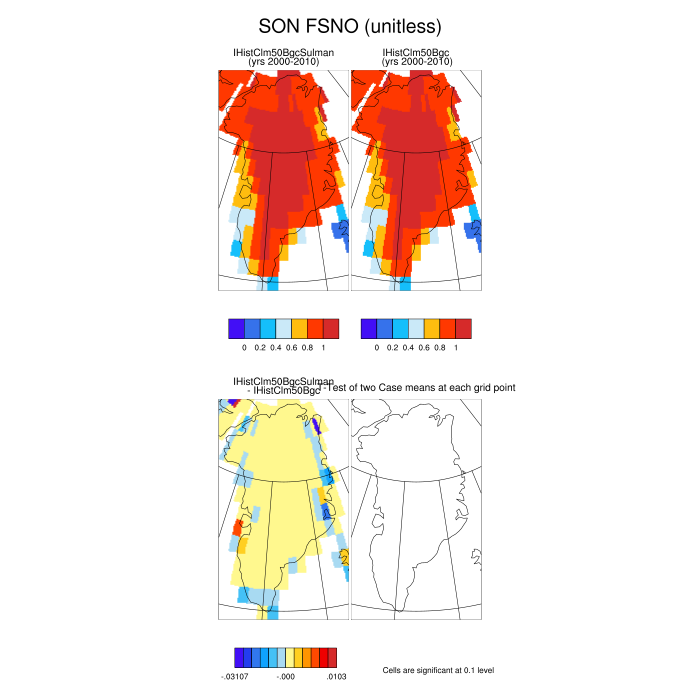 SON FSNO (unitless)
IHistClm50BgcSulman
(yrs 2000-2010)
IHistClm50Bgc
(yrs 2000-2010)
0 0.2 0.4 0.6 0.8 1
0 0.2 0.4 0.6 0.8 1
IHistClm50BgcSulman
- IHistClm50Bgc
T-Test of two Case means at each grid point
-.03107 -.000 .0103
Cells are significant at 0.1 level